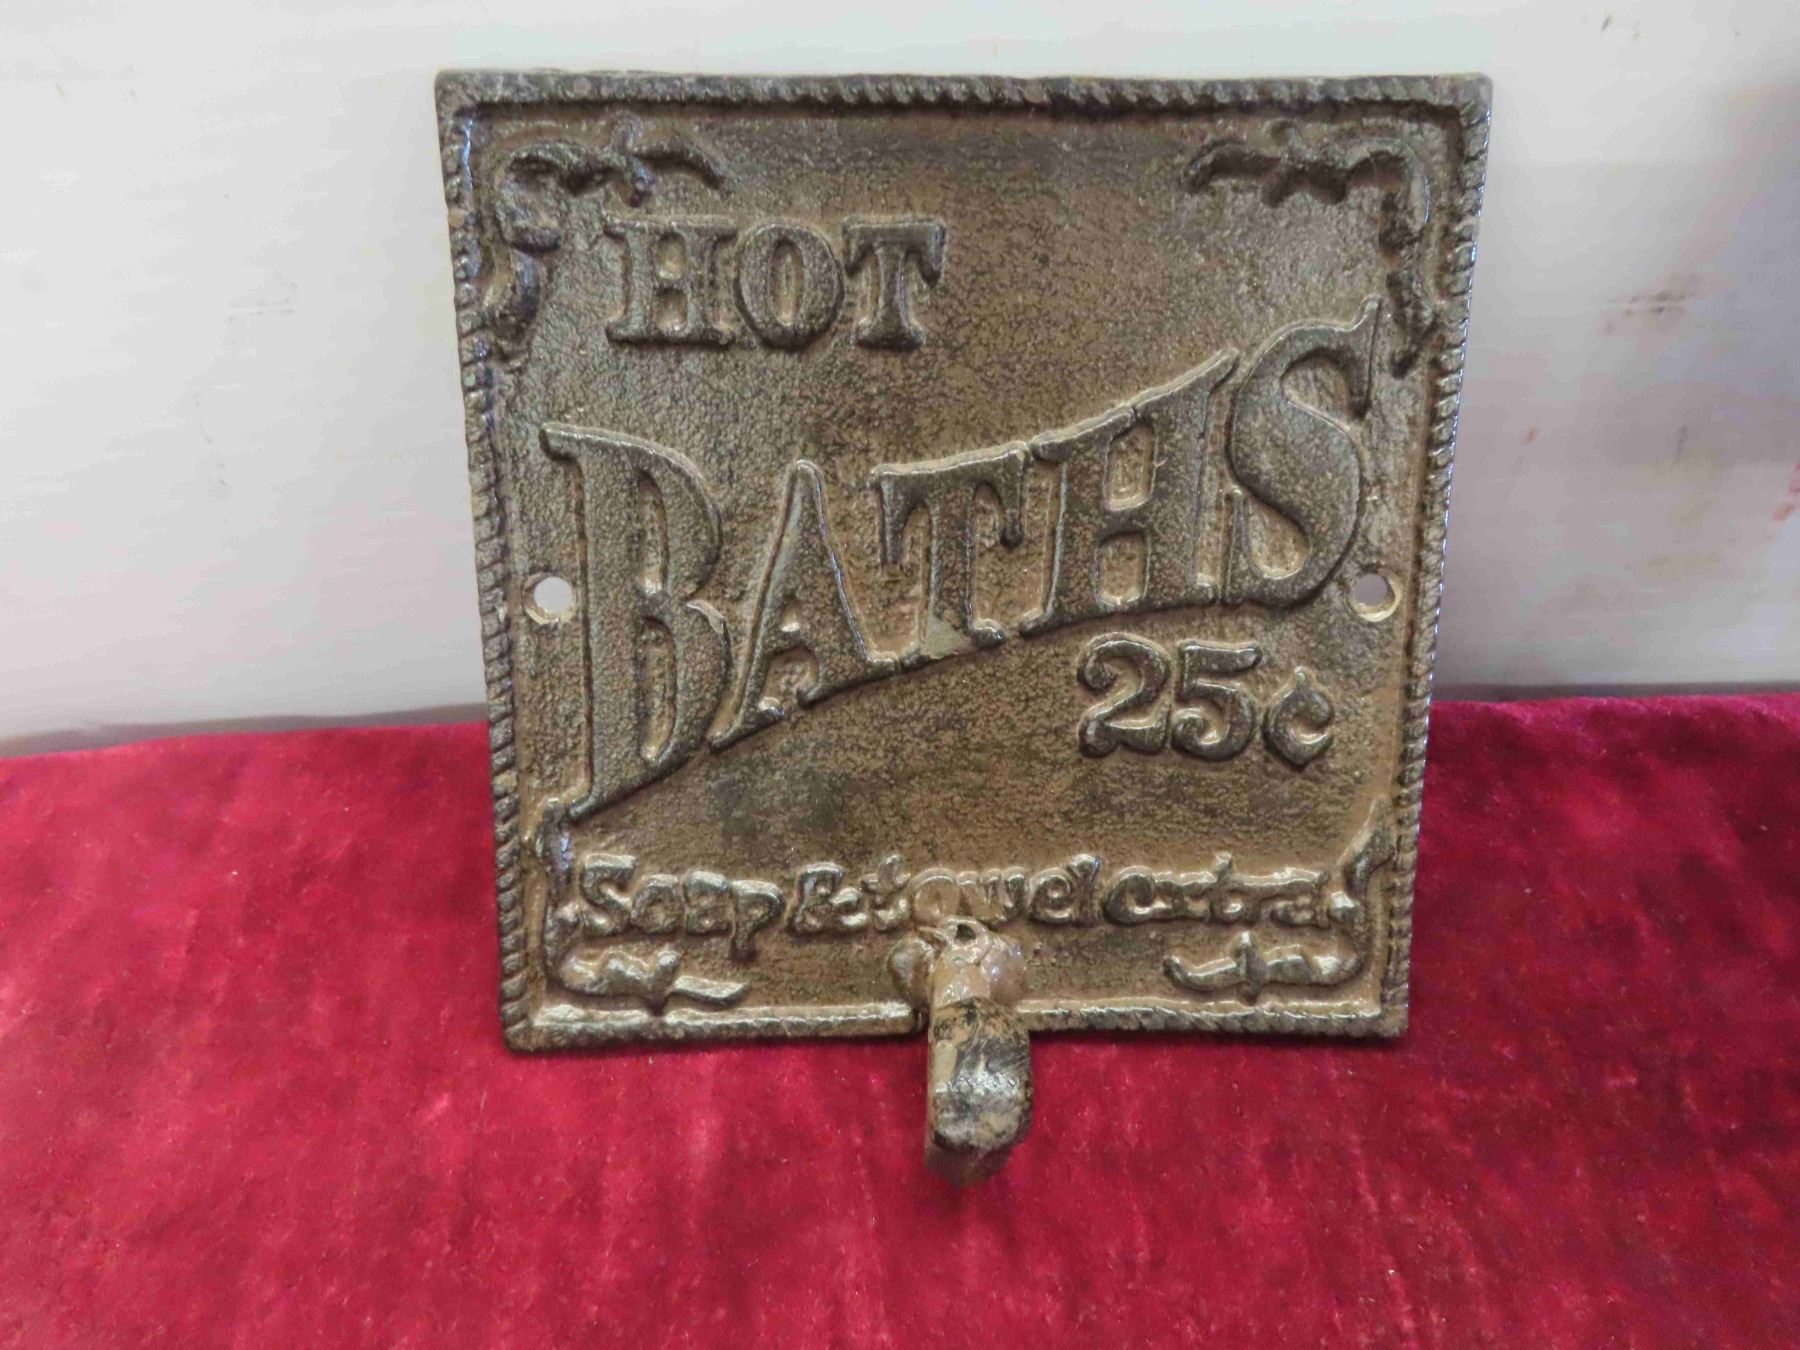 HOT
BATHS
25¢
Soap & towel extra